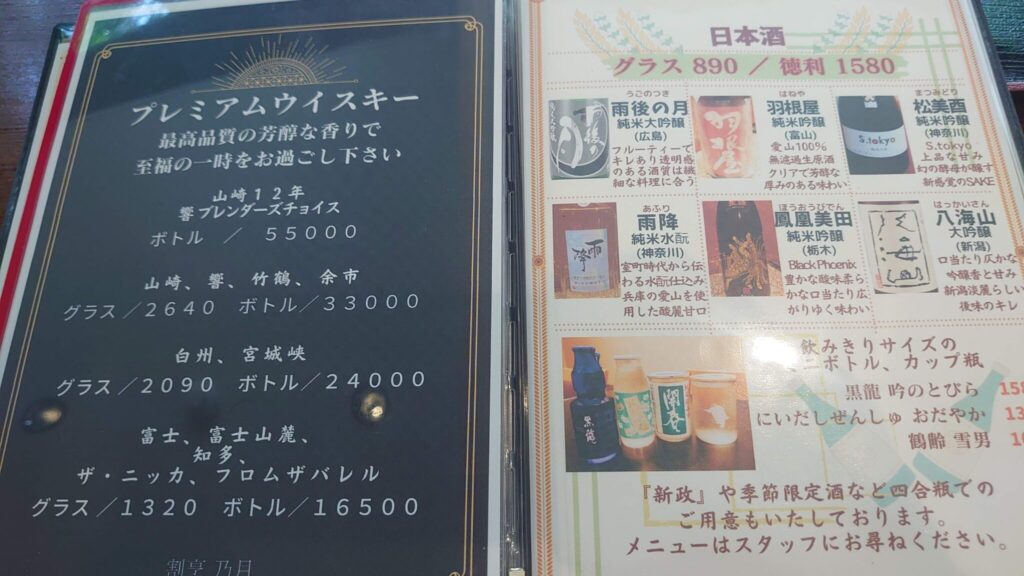 プレミアムウイスキー
最高品質の芳醇な香りで
至福の一時をお過ごし下さい
山崎12年
響ブレンダーズチョイス
ボトル ／ 55000
山崎、響、竹鶴、余市
グラス／2640 ボトル／33000
白州、宮城峡
グラス／2090 ボトル／24000
富士、富士山麓、
知多、
ザ・ニッカ、フロムザバレル
グラス／1320 ボトル／16500
割烹 乃月
日本酒
グラス 890 ／ 徳利 1580
うごのつき
雨後の月
純米大吟醸
(広島)
フルーティーで
キレあり透明感
のある酒質は繊
細な料理に合う
はねや
羽根屋
純米吟醸
(富山)
愛山100%
無濾過生原酒
クリアで芳醇な
厚みのある味わい
羽根屋
まつみどり
松美酉
純米吟醸
(神奈川)
S.tokyo
上品な甘み
幻の酵母が醸す
新感覚のSAKE
S.tokyo
あふり
雨降
純米水酛
(神奈川)
室町時代から伝
わる水酛仕込み
兵庫の愛山を使
用した酸麗甘口
雨降
ほうおうびでん
鳳凰美田
純米吟醸
(栃木)
Black Phoenix
豊かな酸味柔ら
かな口当たり広
がりゆく味わい
はっかいさん
八海山
大吟醸
(新潟)
口当たり仄かな
吟醸香と甘み
新潟淡麗らしい
後味のキレ
八海山
飲みきりサイズの
ニボトル、カップ瓶
黒龍 吟のとびら
にいだしぜんしゅ おだやか
鶴齢 雪男
黒龍
『新政』や季節限定酒など四合瓶での
ご用意もいたしております。
メニューはスタッフにお尋ねください。